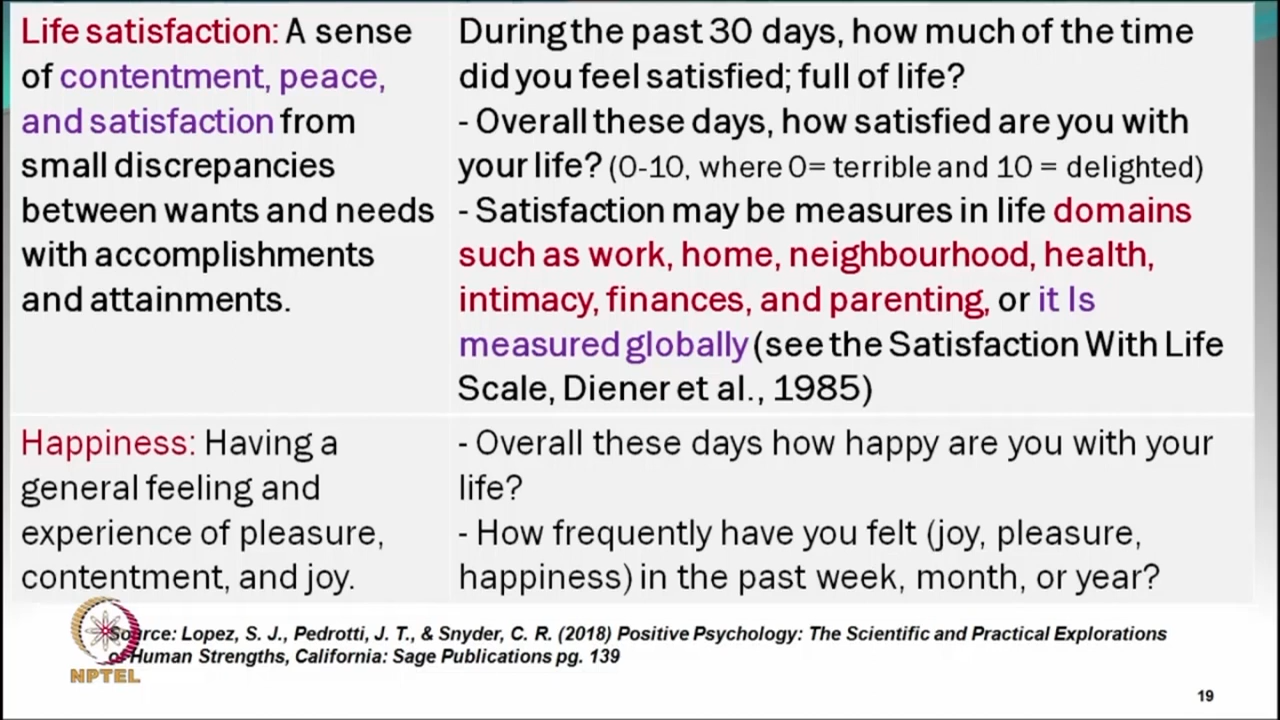 Life satisfaction: A sense
of contentment, peace,
and satisfaction from
small discrepancies
between wants and needs
with accomplishments
and attainments.
During the past 30 days, how much of the time
did you feel satisfied; full of life?
- Overall these days, how satisfied are you with
your life? (0-10, where 0= terrible and 10 = delighted)
- Satisfaction may be measures in life domains
such as work, home, neighbourhood, health,
intimacy, finances, and parenting, or it Is
measured globally (see the Satisfaction With Life
Scale, Diener et al., 1985)
Happiness: Having a
general feeling and
experience of pleasure,
contentment, and joy.
- Overall these days how happy are you with your
life?
- How frequently have you felt (joy, pleasure,
happiness) in the past week, month, or year?
Source: Lopez, S. J., Pedrotti, J. T., & Snyder, C. R. (2018) Positive Psychology: The Scientific and Practical Explorations
of Human Strengths, California: Sage Publications pg. 139
NPTEL
19